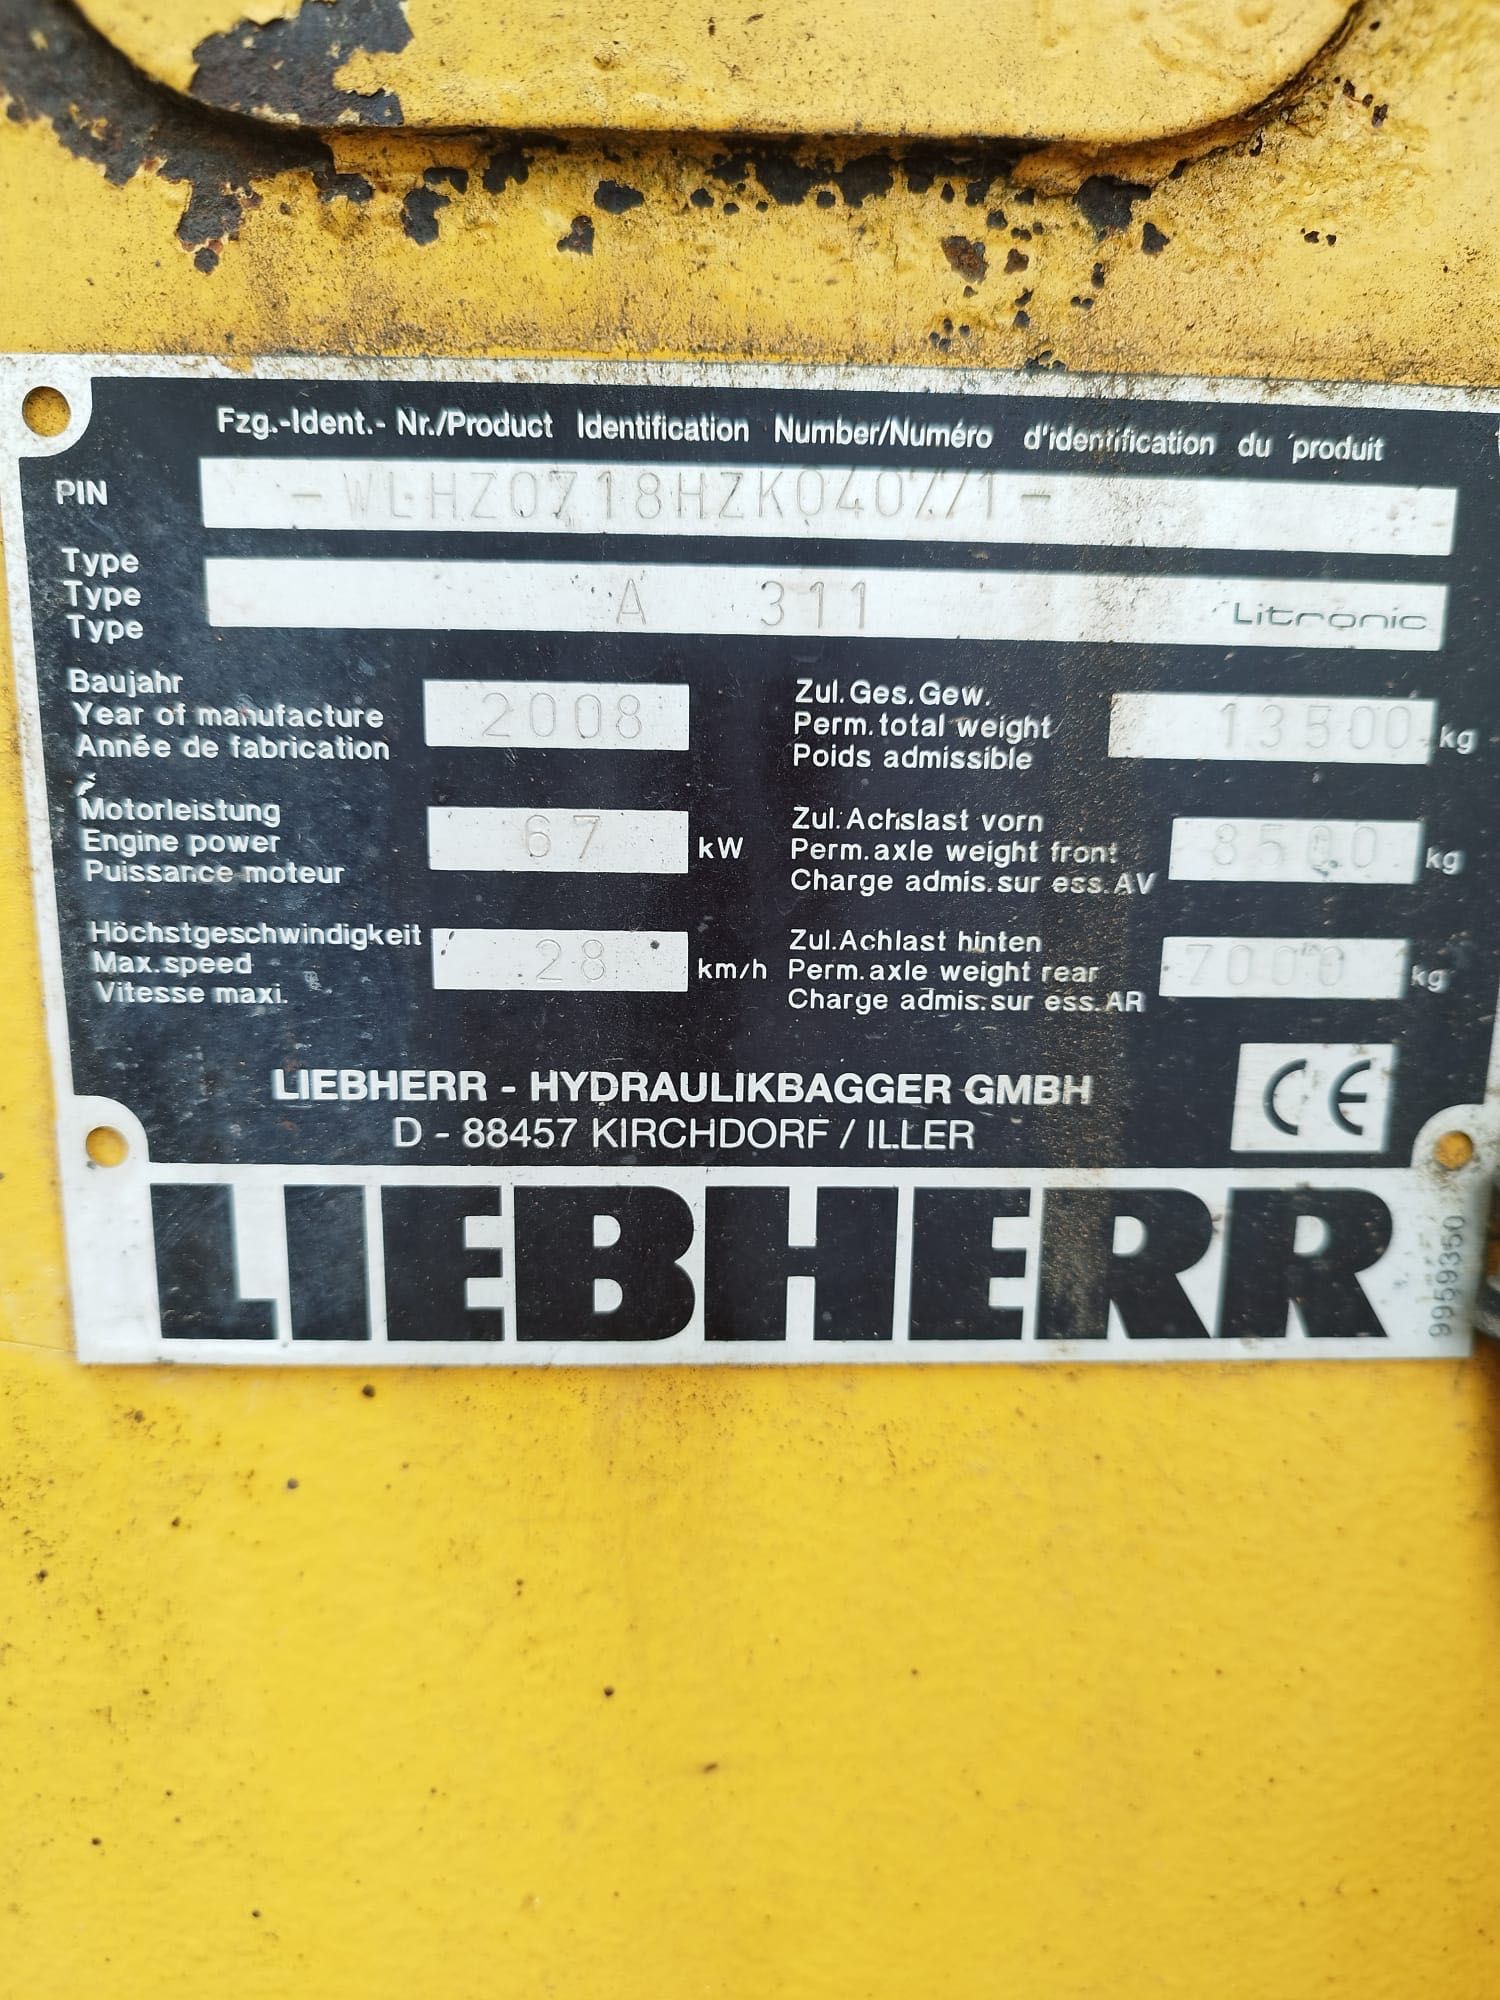 Fzg.-Ident.- Nr./Product Identification Number/Numéro d'identification du produit
PIN -WLHZ0718HZK040771-
Type
Type A 311 Litronic
Type
Baujahr
Year of manufacture 2008
Année de fabrication
Zul.Ges.Gew.
Perm.total weight 13500 kg
Poids admissible
Motorleistung
Engine power 67 kW
Puissance moteur
Zul.Achslast vorn
Perm.axle weight front 8500 kg
Charge admis.sur ess.AV
Höchstgeschwindigkeit
Max.speed 28 km/h
Vitesse maxi.
Zul.Achlast hinten
Perm.axle weight rear 7000 kg
Charge admis.sur ess.AR
LIEBHERR - HYDRAULIKBAGGER GMBH
D - 88457 KIRCHDORF / ILLER
CE
LIEBHERR
9959350